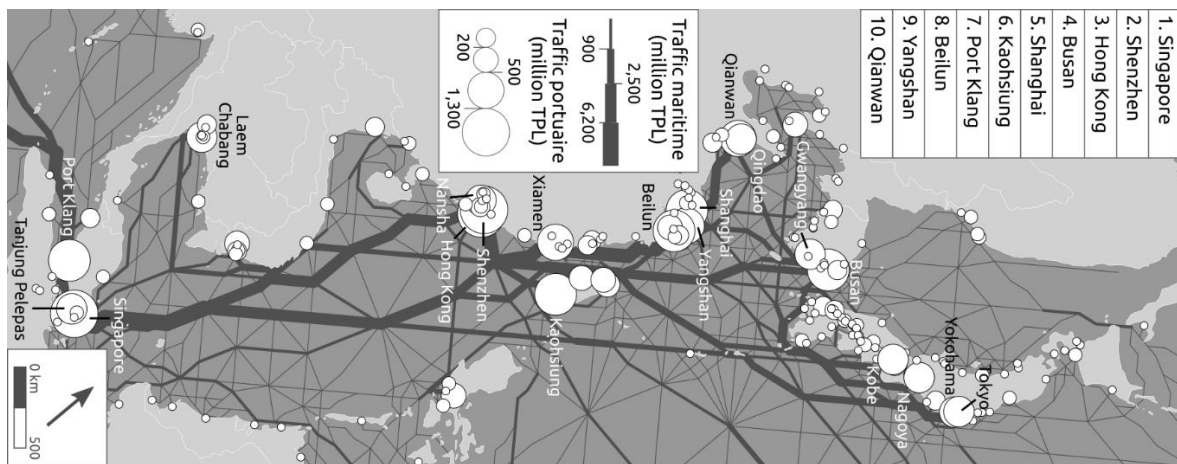 1. Singapore
2. Shenzhen
3. Hong Kong
4. Busan
5. Shanghai
6. Kaohsiung
7. Port Klang
8. Beilun
9. Yangshan
10. Qianwan
Traffic maritime
(million TPL)
900
2,500
6,200
Traffic portuaire
(million TPL)
200
500
1,300
Qianwan
Qingdao
Gwangyang
Busan
Shanghai
Yangshan
Beilun
Xiamen
Kaohsiung
Nansha
Hong Kong
Shenzhen
Laem
Chabang
Port Klang
Tanjung Pelepas
Singapore
Kobe
Nagoya
Yokohama
Tokyo
0 km
500